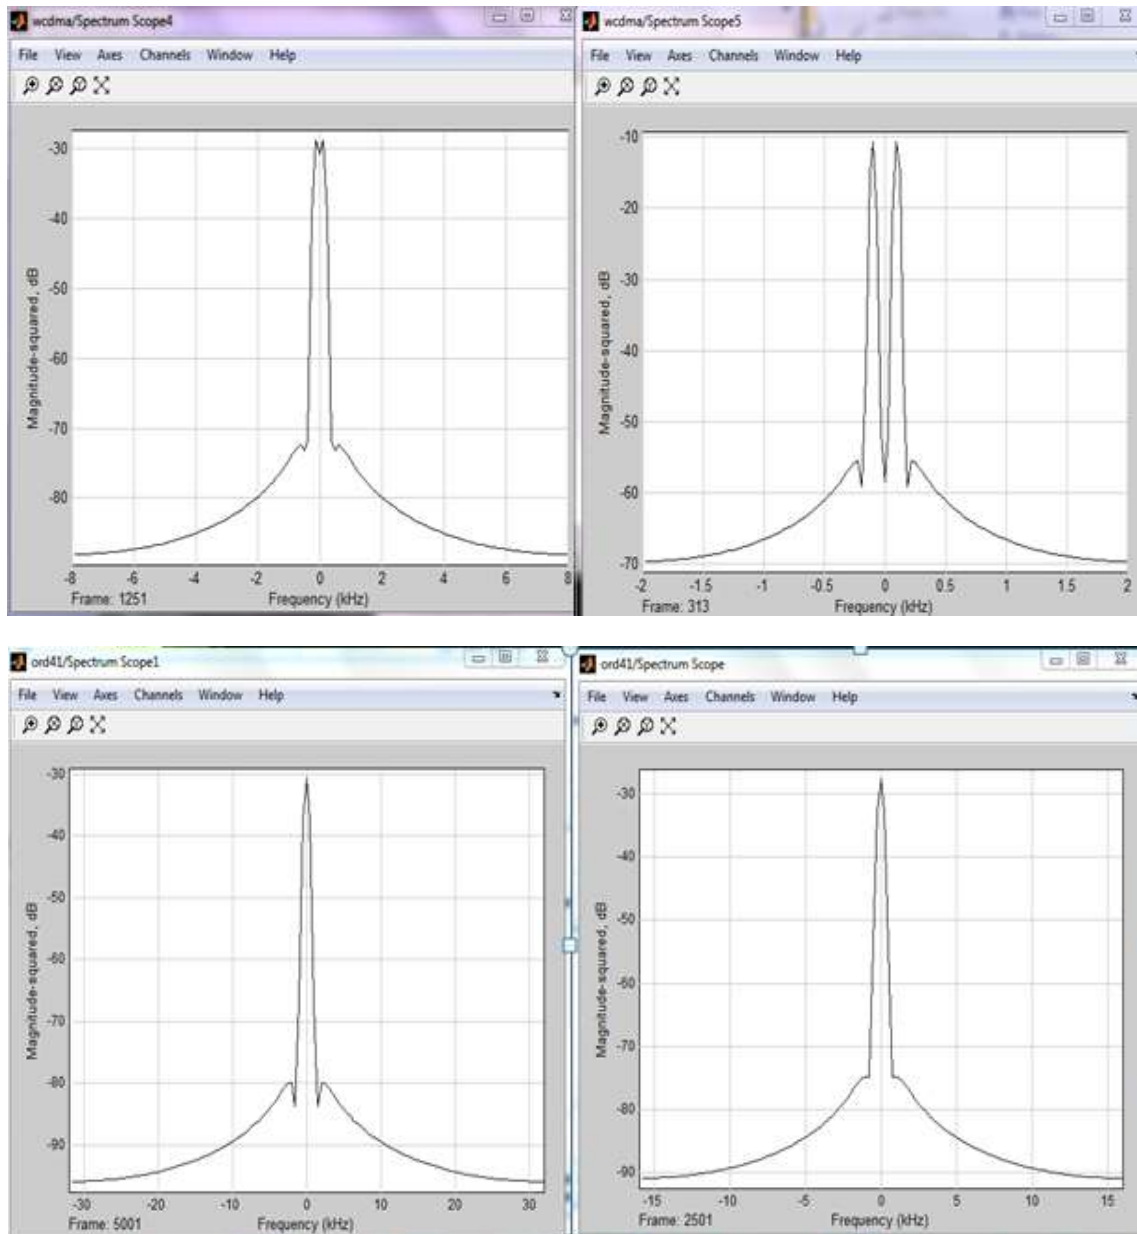 wcdma/Spectrum Scope4
File View Axes Channels Window Help
-30
-40
-50
-60
-70
-80
Magnitude-squared, dB
-8 -6 -4 -2 0 2 4 6 8
Frame: 1251 Frequency (kHz)
wcdma/Spectrum Scope5
File View Axes Channels Window Help
-10
-20
-30
-40
-50
-60
-70
Magnitude-squared, dB
-2 -1.5 -1 -0.5 0 0.5 1 1.5 2
Frame: 313 Frequency (kHz)
ord41/Spectrum Scope1
File View Axes Channels Window Help
-30
-40
-50
-60
-70
-80
-90
Magnitude-squared, dB
-30 -20 -10 0 10 20 30
Frame: 5001 Frequency (kHz)
ord41/Spectrum Scope
File View Axes Channels Window Help
-30
-40
-50
-60
-70
-80
-90
Magnitude-squared, dB
-15 -10 -5 0 5 10 15
Frame: 2501 Frequency (kHz)